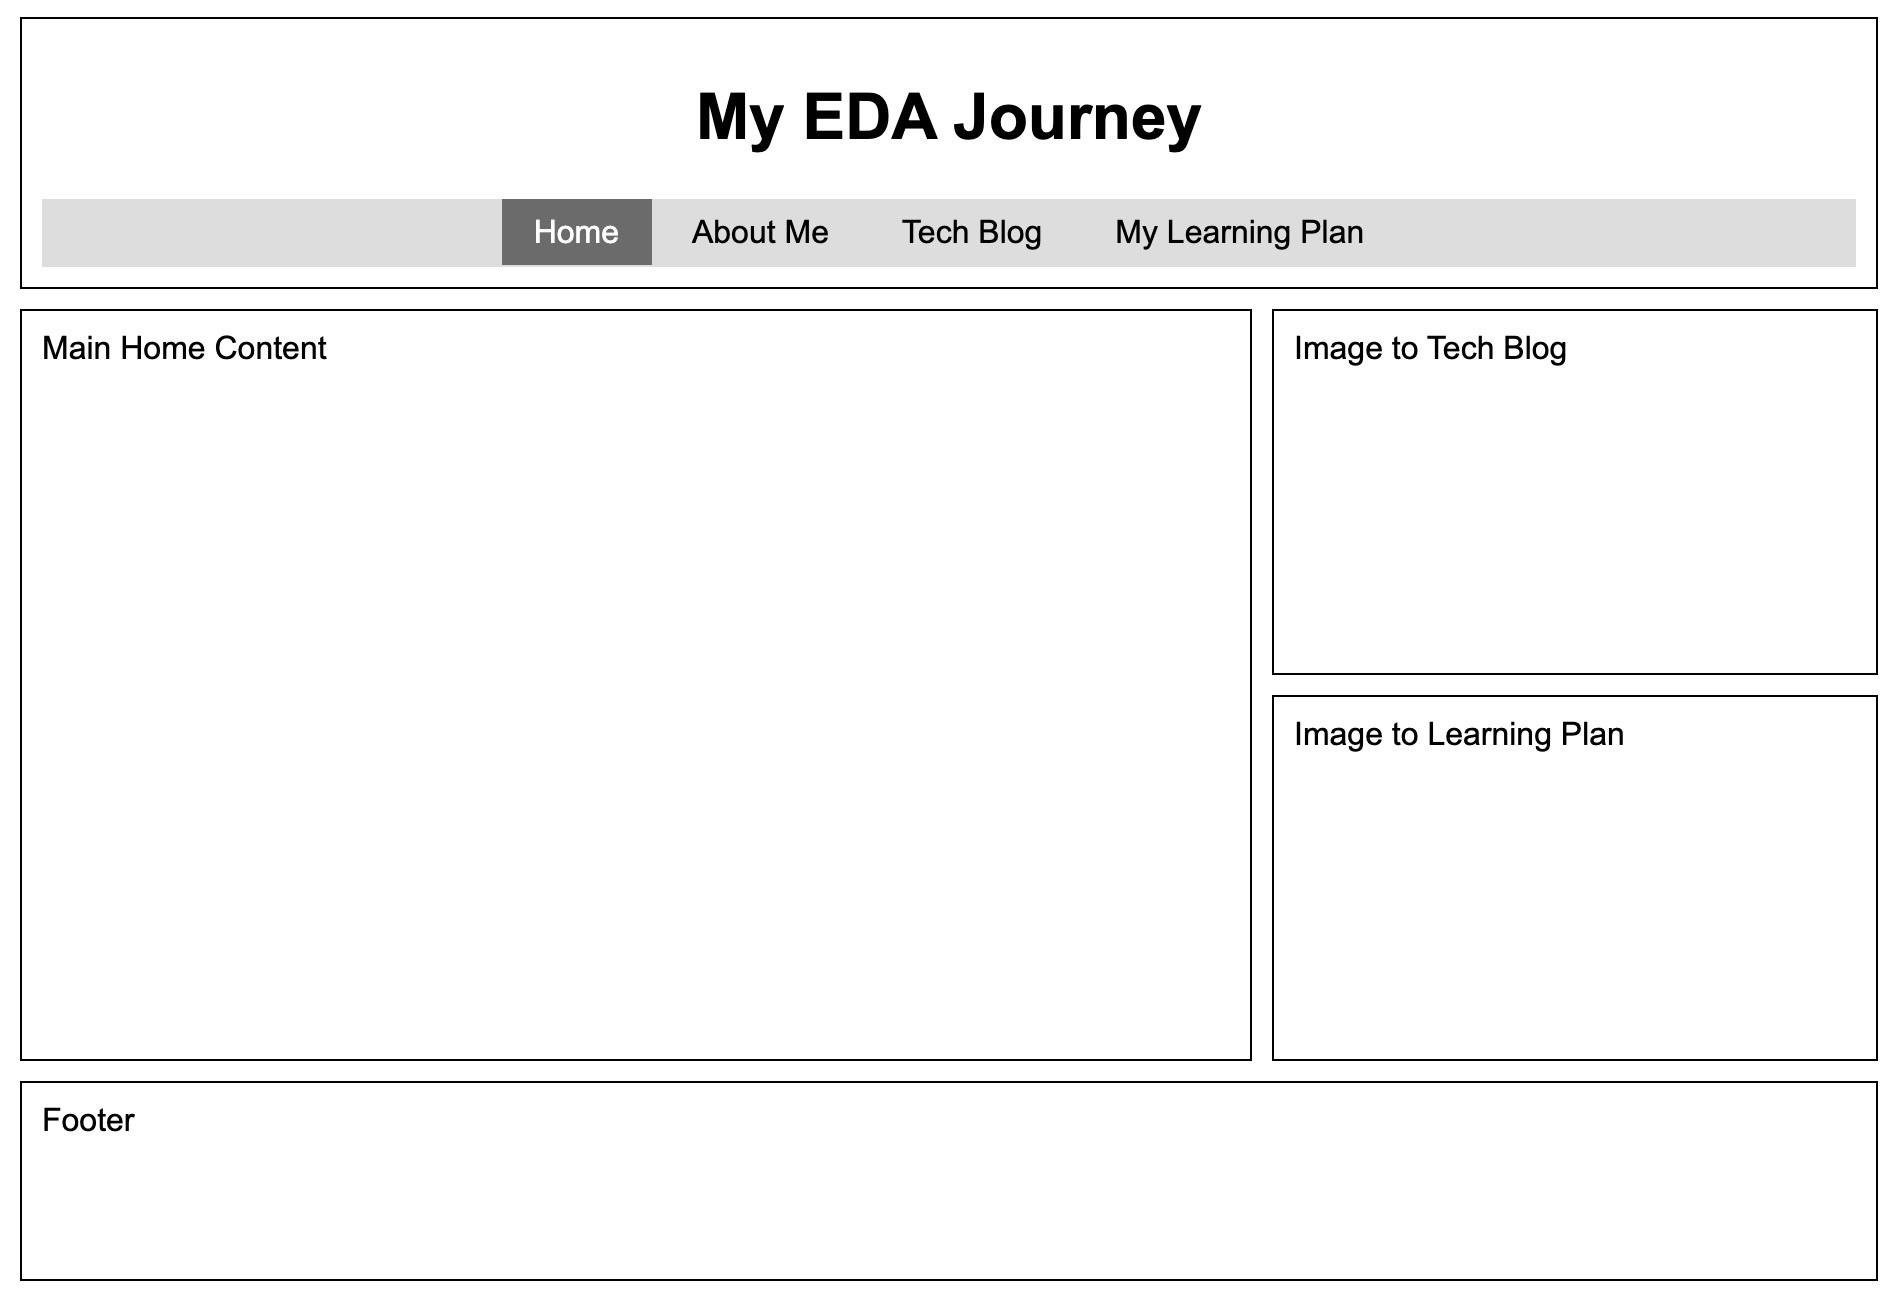 My EDA Journey
Home About Me Tech Blog My Learning Plan
Main Home Content
Image to Tech Blog
Image to Learning Plan
Footer